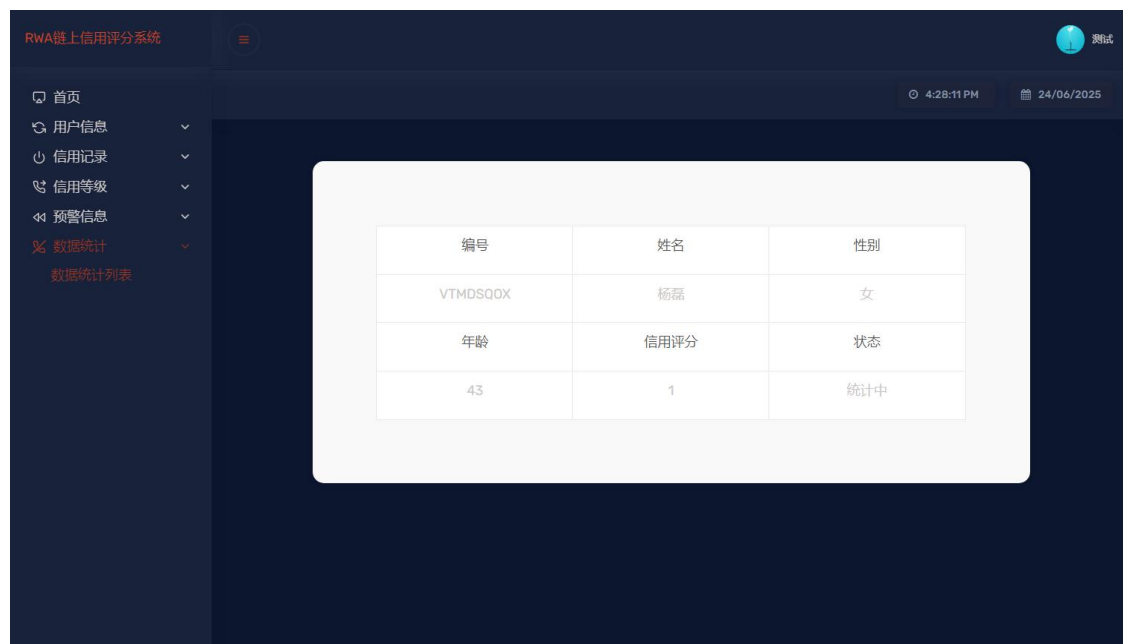 RWA链上信用评分系统
测试
4:28:11 PM 24/06/2025
首页
用户信息
信用记录
信用等级
预警信息
数据统计
数据统计列表
编号 姓名 性别
VTMDSQOX 杨磊 女
年龄 信用评分 状态
43 1 统计中